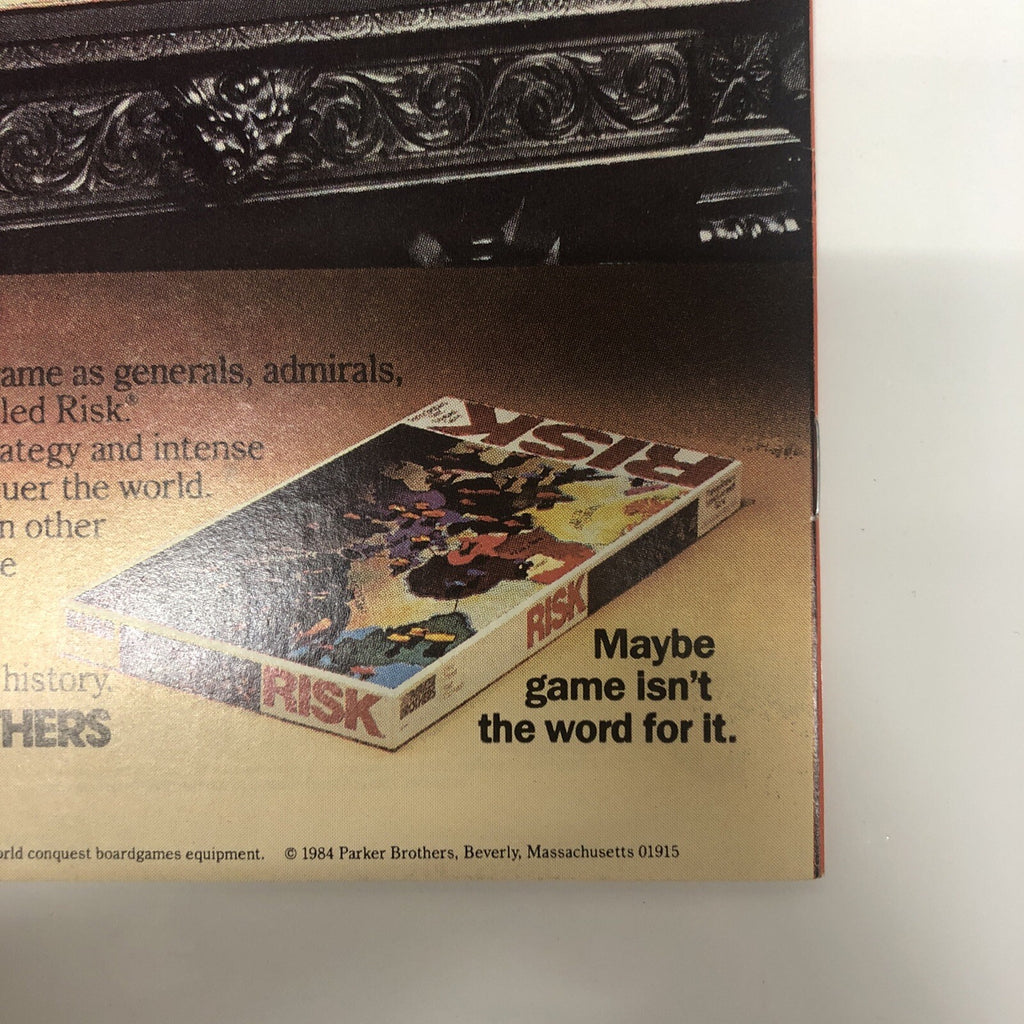 ame as generals, admirals,
led Risk.®
ategy and intense
uer the world.
n other
e
history.
HERS
RISK
RISK
RISK
Maybe
game isn't
the word for it.
orld conquest boardgames equipment. © 1984 Parker Brothers, Beverly, Massachusetts 01915